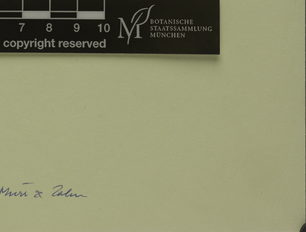 7 8 9 10
copyright reserved
BOTANISCHE
STAATSSAMMLUNG
MÜNCHEN
& Zahn